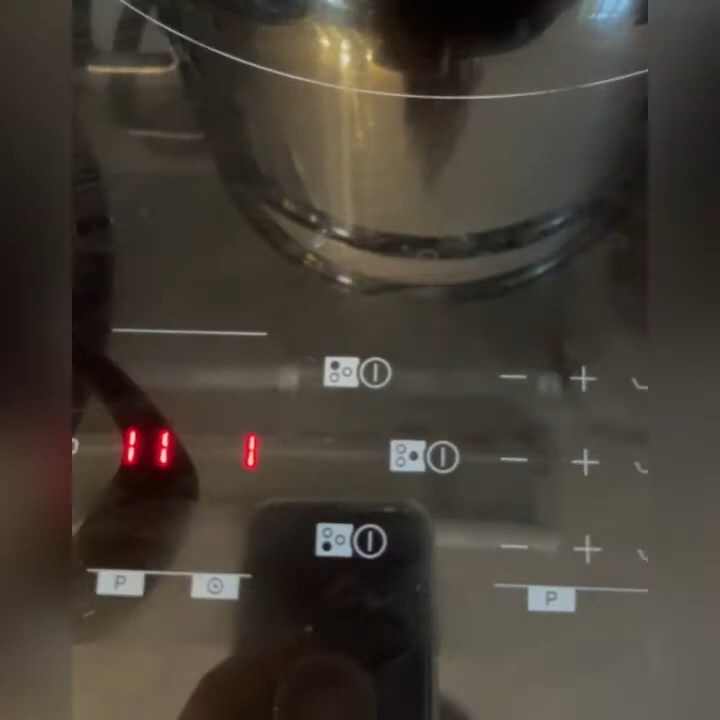 − +
11 1 − +
− +
P P